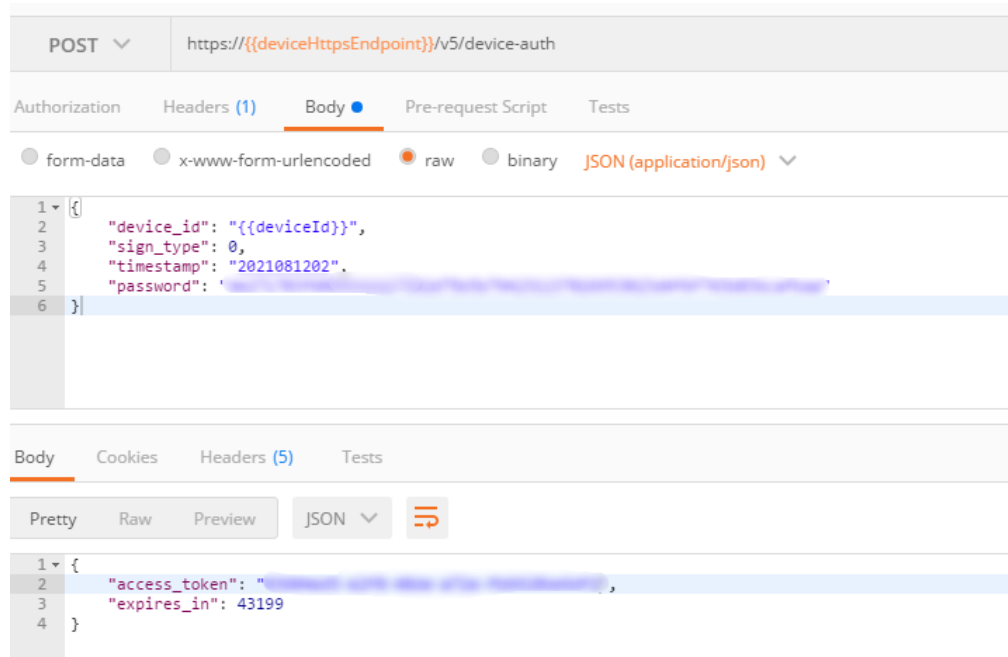 POST
https://{{deviceHttpsEndpoint}}/v5/device-auth
Authorization Headers (1) Body Pre-request Script Tests
form-data x-www-form-urlencoded raw binary JSON (application/json)
1 {
2 "device_id": "{{deviceId}}",
3 "sign_type": 0,
4 "timestamp": "2021081202",
5 "password": "
6 }
Body Cookies Headers (5) Tests
Pretty Raw Preview JSON
1 {
2 "access_token": " ",
3 "expires_in": 43199
4 }